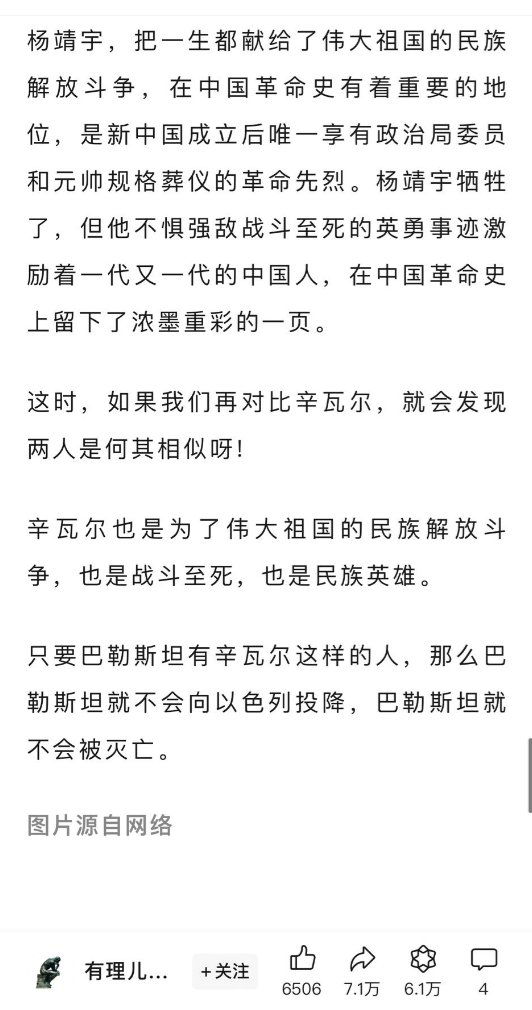 杨靖宇，把一生都献给了伟大祖国的民族
解放斗争，在中国革命史有着重要的地
位，是新中国成立后唯一享有政治局委员
和元帅规格葬仪的革命先烈。杨靖宇牺牲
了，但他不惧强敌战斗至死的英勇事迹激
励着一代又一代的中国人，在中国革命史
上留下了浓墨重彩的一页。
这时，如果我们再对比辛瓦尔，就会发现
两人是何其相似呀!
辛瓦尔也是为了伟大祖国的民族解放斗
争，也是战斗至死，也是民族英雄。
只要巴勒斯坦有辛瓦尔这样的人，那么巴
勒斯坦就不会向以色列投降，巴勒斯坦就
不会被灭亡。
图片源自网络
有理儿... +关注 6506 7.1万 6.1万 4